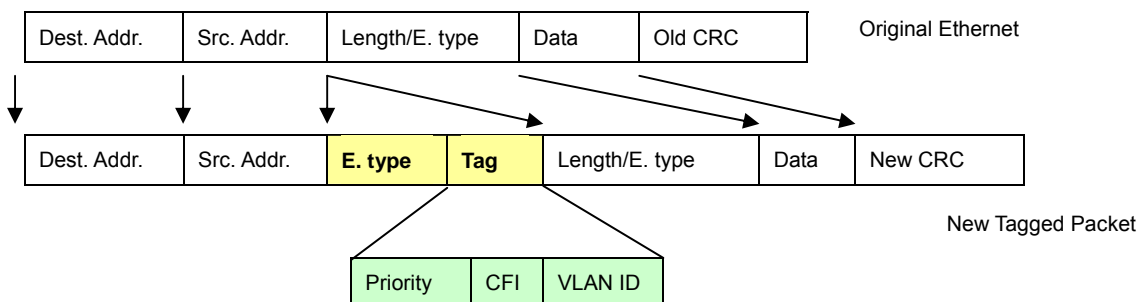 Dest. Addr. Src. Addr. Length/E. type Data Old CRC Original Ethernet
Dest. Addr. Src. Addr. E. type Tag Length/E. type Data New CRC
New Tagged Packet
Priority CFI VLAN ID